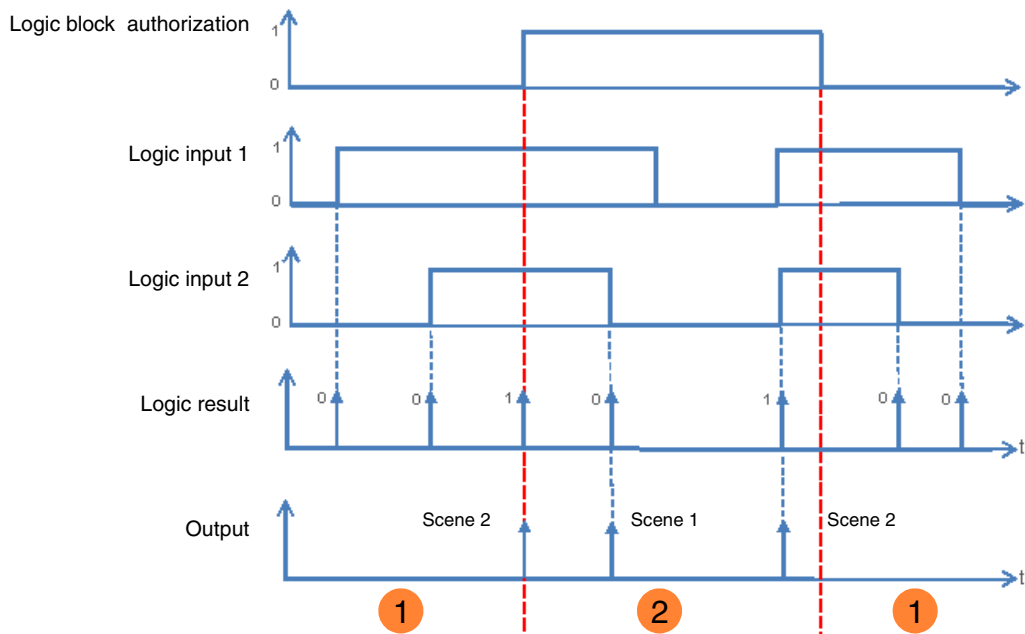 Logic block authorization
1
0
Logic input 1
1
0
Logic input 2
1
0
Logic result
0 0 1 0 1 0 0
t
Output
Scene 2 Scene 1 Scene 2
t
1 2 1